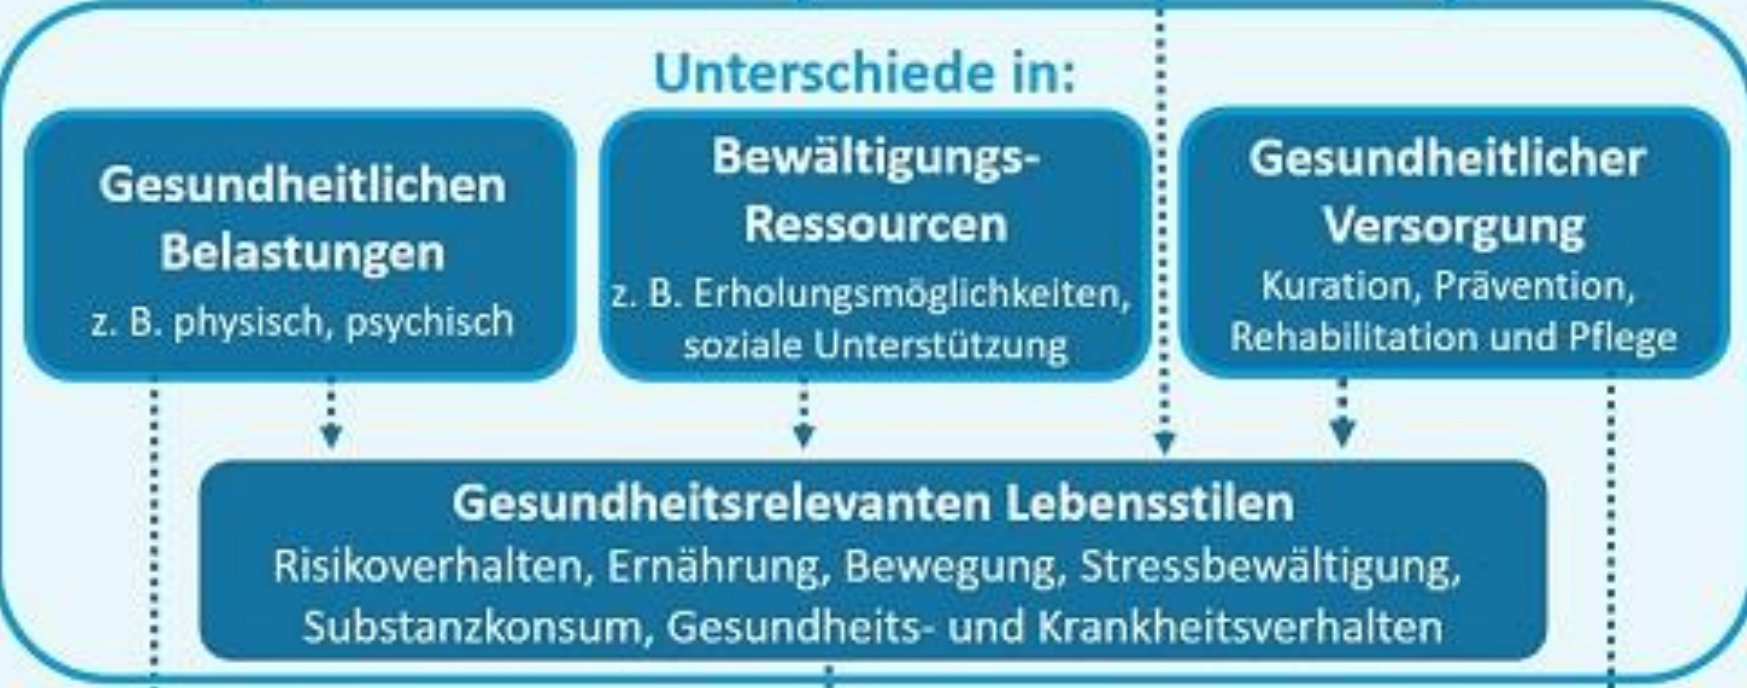 Unterschiede in:
Gesundheitlichen
Belastungen
z. B. physisch, psychisch
Bewältigungs-
Ressourcen
z. B. Erholungsmöglichkeiten,
soziale Unterstützung
Gesundheitlicher
Versorgung
Kuration, Prävention,
Rehabilitation und Pflege
Gesundheitsrelevanten Lebensstilen
Risikoverhalten, Ernährung, Bewegung, Stressbewältigung,
Substanzkonsum, Gesundheits- und Krankheitsverhalten